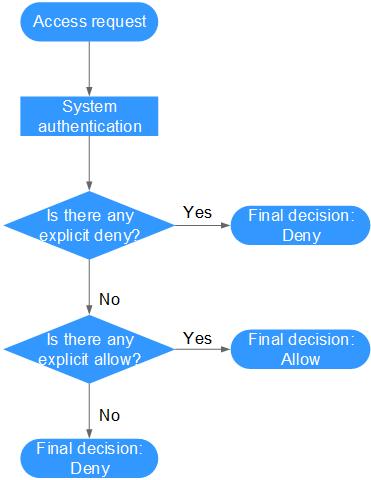 Access request
System
authentication
Is there any
explicit deny?
Yes
Final decision:
Deny
No
Is there any
explicit allow?
Yes
Final decision:
Allow
No
Final decision:
Deny